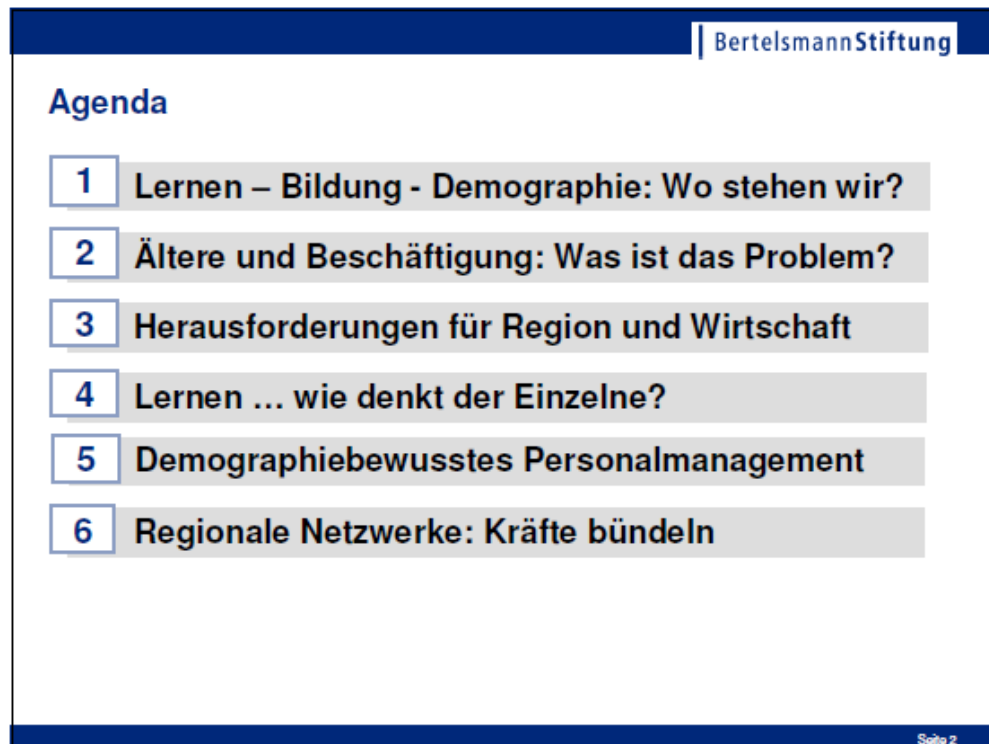 BertelsmannStiftung
Agenda
1 Lernen – Bildung - Demographie: Wo stehen wir?
2 Ältere und Beschäftigung: Was ist das Problem?
3 Herausforderungen für Region und Wirtschaft
4 Lernen … wie denkt der Einzelne?
5 Demographiebewusstes Personalmanagement
6 Regionale Netzwerke: Kräfte bündeln
Seite 2